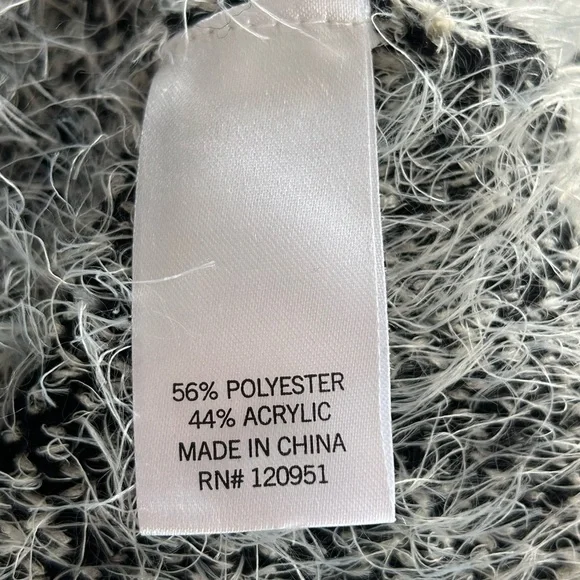 56% POLYESTER
44% ACRYLIC
MADE IN CHINA
RN# 120951